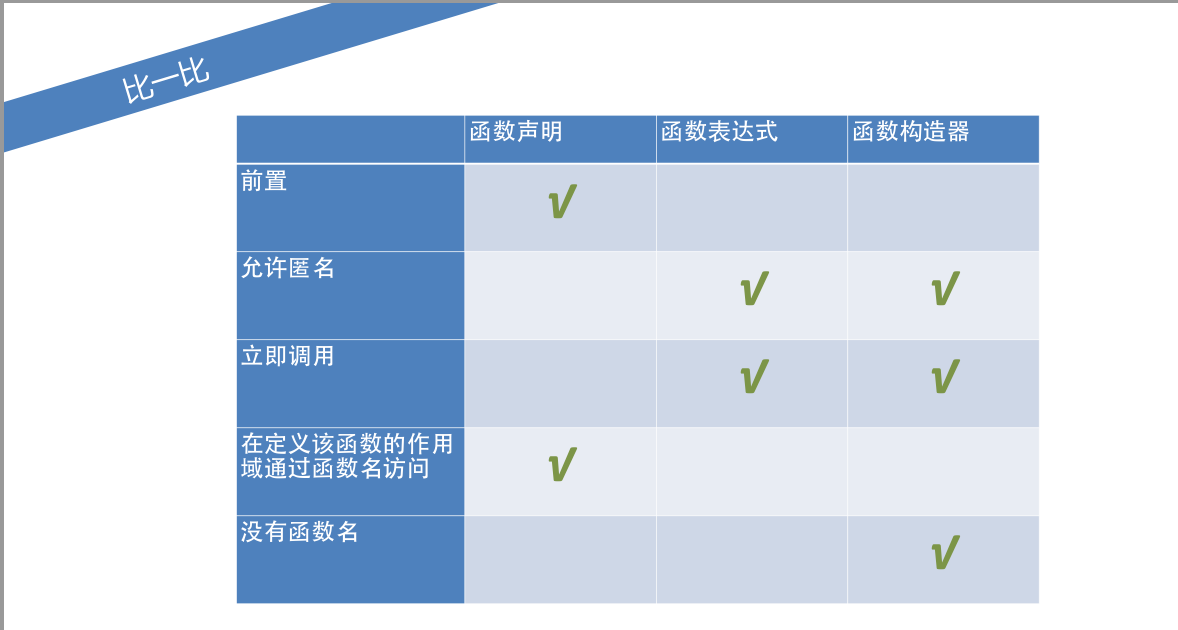 比一比
函数声明 函数表达式 函数构造器
前置 √
允许匿名 √ √
立即调用 √ √
在定义该函数的作用
域通过函数名访问 √
没有函数名 √